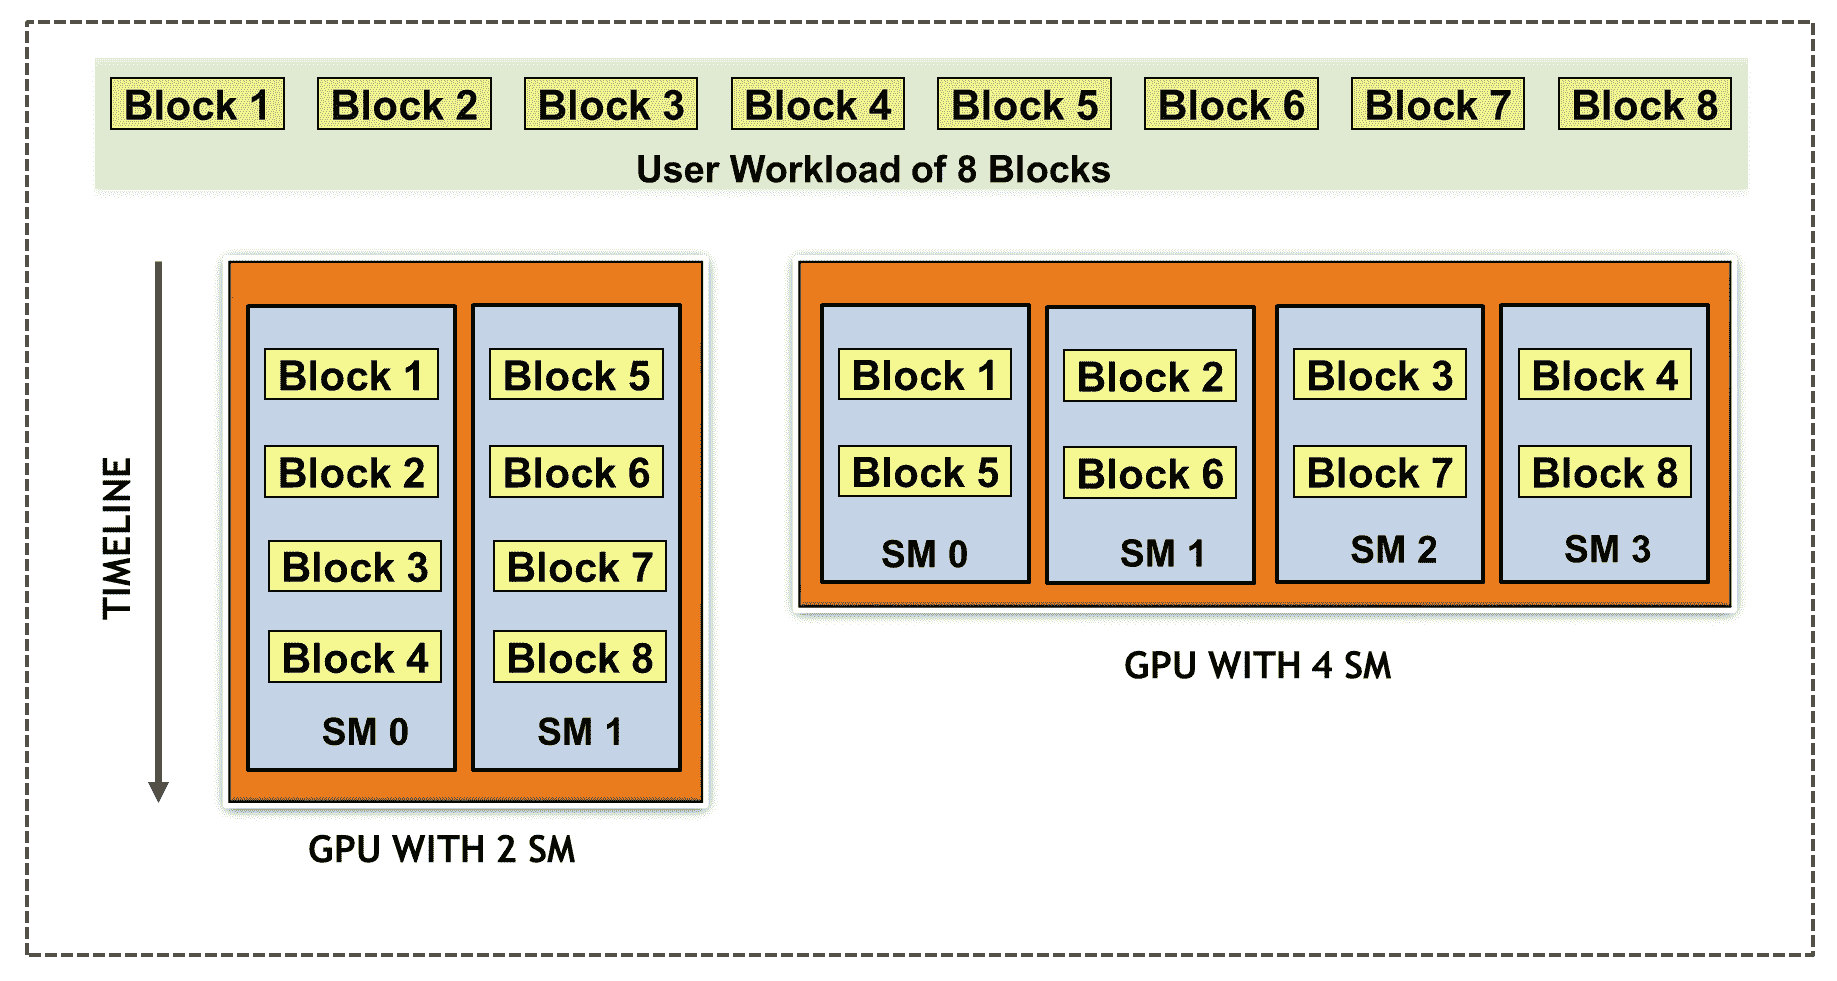 Block 1 Block 2 Block 3 Block 4 Block 5 Block 6 Block 7 Block 8
User Workload of 8 Blocks
TIMELINE
Block 1 Block 5
Block 2 Block 6
Block 3 Block 7
Block 4 Block 8
SM 0 SM 1
GPU WITH 2 SM
Block 1 Block 2 Block 3 Block 4
Block 5 Block 6 Block 7 Block 8
SM 0 SM 1 SM 2 SM 3
GPU WITH 4 SM